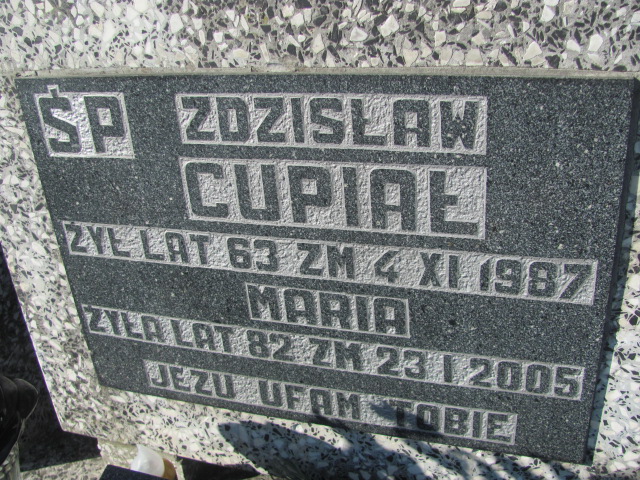 ŚP ZDZISŁAW
CUPIAŁ
ŻYŁ LAT 63 ZM 4 XI 1987
MARIA
ŻYŁA LAT 82 ZM 23 I 2005
JEZU UFAM TOBIE